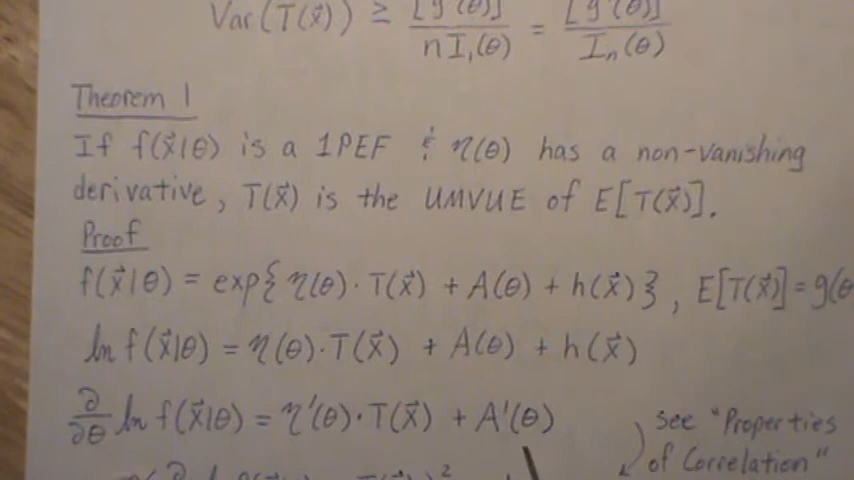 Var(T(x⃗)) ≥ [g'(θ)]² / nI₁(θ) = [g'(θ)]² / Iₙ(θ)
Theorem 1
If f(x⃗|θ) is a 1PEF & η(θ) has a non-vanishing
derivative, T(x⃗) is the UMVUE of E[T(x⃗)].
Proof
f(x⃗|θ) = exp{η(θ)·T(x⃗) + A(θ) + h(x⃗)}, E[T(x⃗)] = g(θ
ln f(x⃗|θ) = η(θ)·T(x⃗) + A(θ) + h(x⃗)
∂/∂θ ln f(x⃗|θ) = η'(θ)·T(x⃗) + A'(θ)
see "Properties
of Correlation"